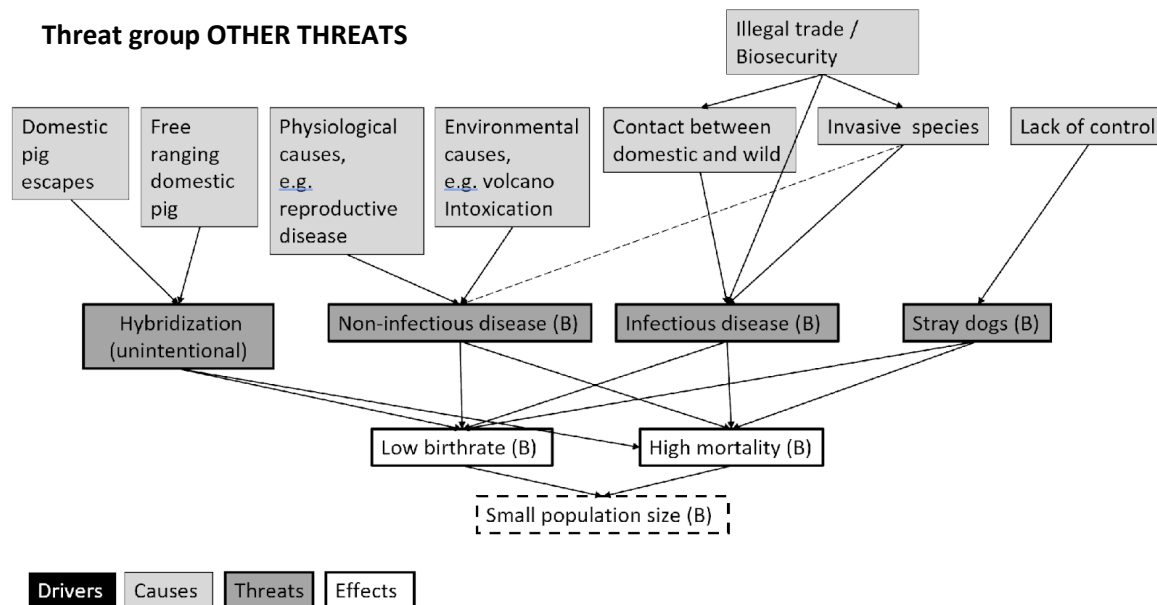 Threat group OTHER THREATS
Illegal trade /
Biosecurity
Domestic
pig
escapes
Free
ranging
domestic
pig
Physiological
causes,
e.g.
reproductive
disease
Environmental
causes,
e.g. volcano
Intoxication
Contact between
domestic and wild
Invasive species
Lack of control
Hybridization
(unintentional)
Non-infectious disease (B)
Infectious disease (B)
Stray dogs (B)
Low birthrate (B)
High mortality (B)
Small population size (B)
Drivers
Causes
Threats
Effects